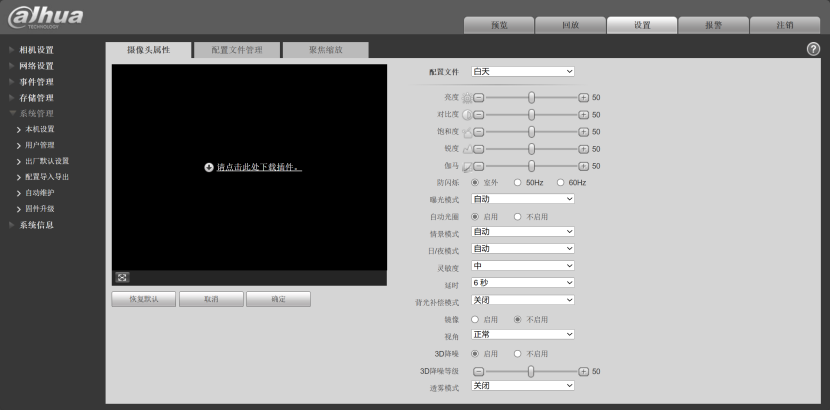 alhua
TECHNOLOGY
预览 回放 设置 报警 注销
相机设置
网络设置
事件管理
存储管理
系统管理
本机设置
用户管理
出厂默认设置
配置导入导出
自动维护
固件升级
系统信息
摄像头属性 配置文件管理 聚焦缩放
请点击此处下载插件。
恢复默认 取消 确定
配置文件 白天
亮度 50
对比度 50
饱和度 50
锐度 50
伽马 50
防闪烁 室外 50Hz 60Hz
曝光模式 自动
自动光圈 启用 不启用
情景模式 自动
日/夜模式 自动
灵敏度 中
延时 6 秒
背光补偿模式 关闭
镜像 启用 不启用
视角 正常
3D降噪 启用 不启用
3D降噪等级 50
透雾模式 关闭